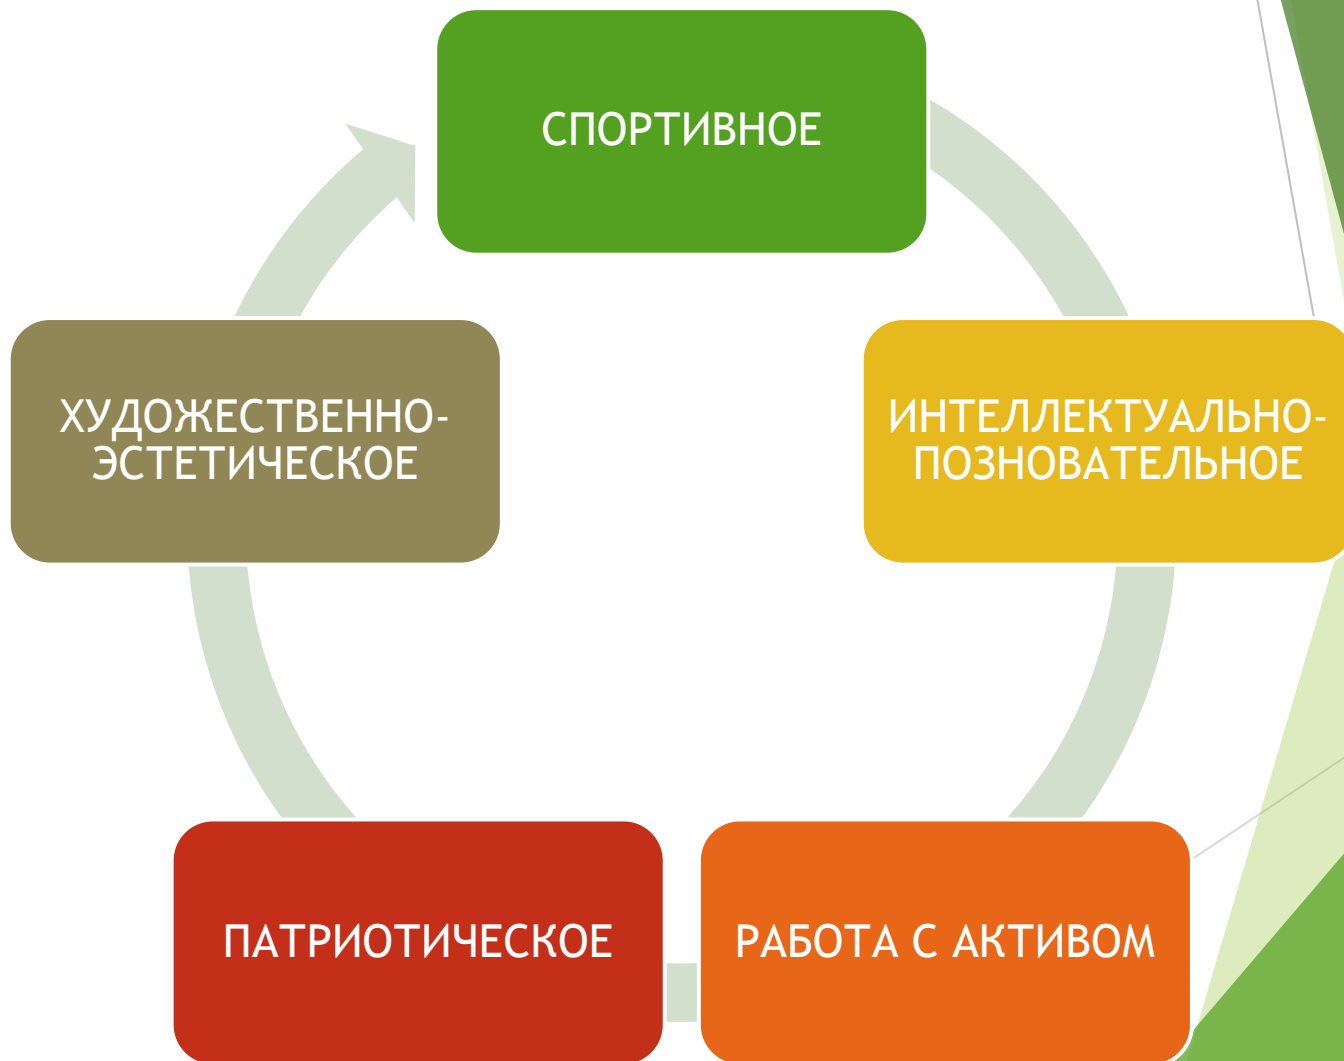 СПОРТИВНОЕ
ХУДОЖЕСТВЕННО-
ЭСТЕТИЧЕСКОЕ
ИНТЕЛЛЕКТУАЛЬНО-
ПОЗНОВАТЕЛЬНОЕ
ПАТРИОТИЧЕСКОЕ
РАБОТА С АКТИВОМ